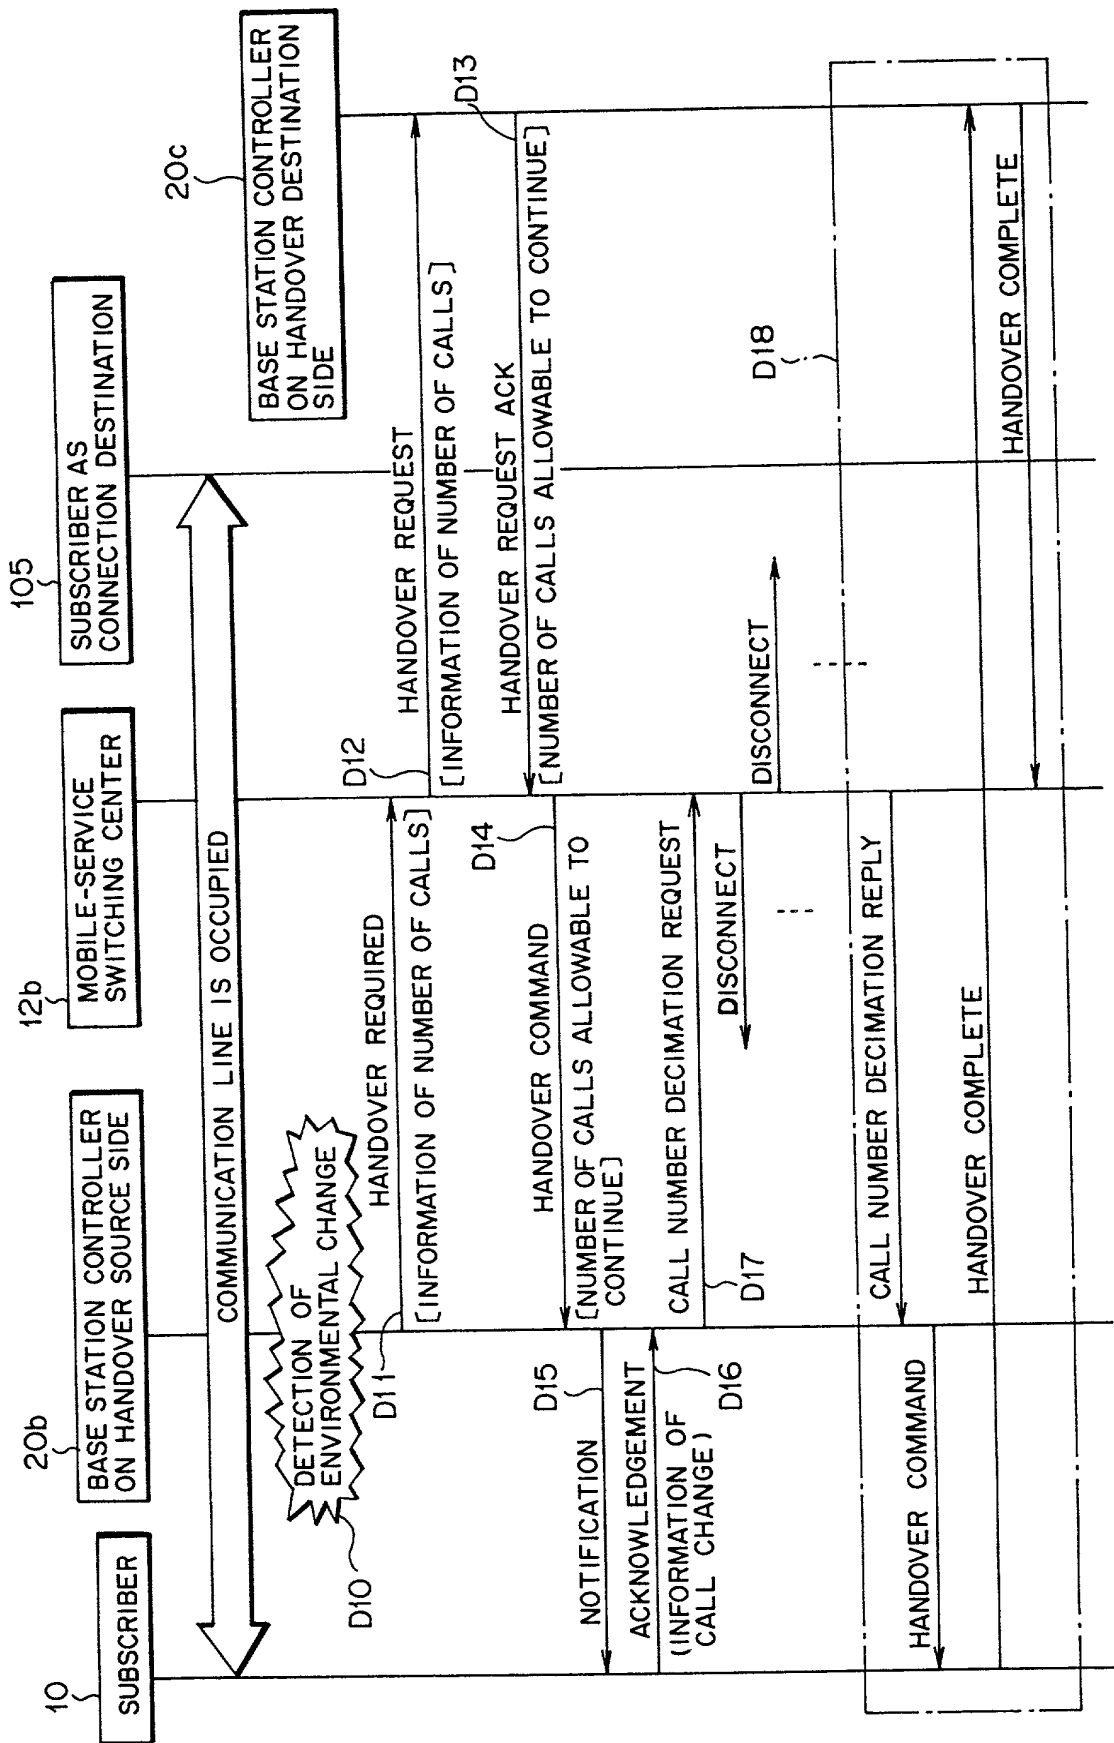 10
SUBSCRIBER
20b
BASE STATION CONTROLLER
ON HANDOVER SOURCE SIDE
12b
MOBILE-SERVICE
SWITCHING CENTER
105
SUBSCRIBER AS
CONNECTION DESTINATION
20c
BASE STATION CONTROLLER
ON HANDOVER DESTINATION
SIDE
COMMUNICATION LINE IS OCCUPIED
D10
DETECTION OF
ENVIRONMENTAL CHANGE
D11
HANDOVER REQUIRED
[INFORMATION OF NUMBER OF CALLS]
D12
HANDOVER REQUEST
[INFORMATION OF NUMBER OF CALLS]
D13
HANDOVER REQUEST ACK
[NUMBER OF CALLS ALLOWABLE TO CONTINUE]
D14
HANDOVER COMMAND
[NUMBER OF CALLS ALLOWABLE TO
CONTINUE]
D15
NOTIFICATION
D16
ACKNOWLEDGEMENT
(INFORMATION OF
CALL CHANGE)
D17
CALL NUMBER DECIMATION REQUEST
DISCONNECT
DISCONNECT
D18
CALL NUMBER DECIMATION REPLY
HANDOVER COMMAND
HANDOVER COMPLETE
HANDOVER COMPLETE